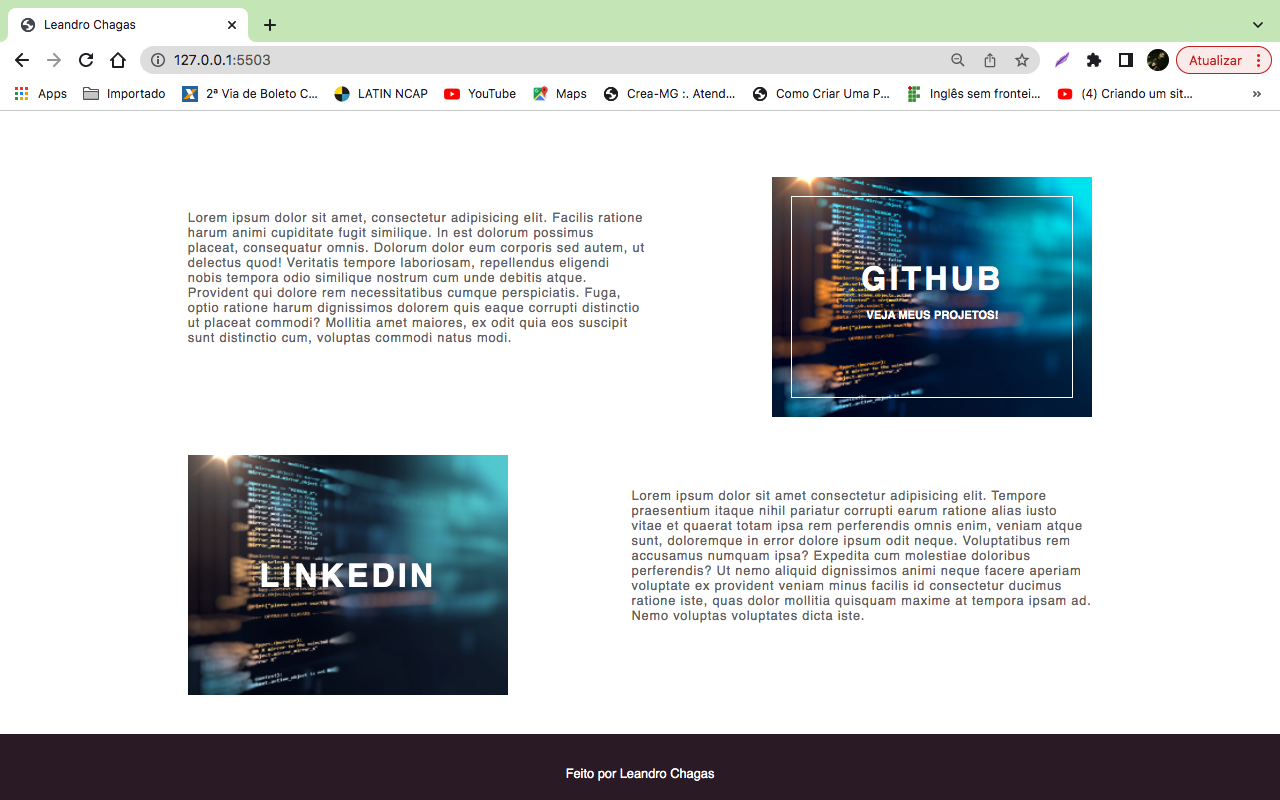 Leandro Chagas
127.0.0.1:5503
Atualizar
Apps
Importado
2ª Via de Boleto C...
LATIN NCAP
YouTube
Maps
Crea-MG :. Atend...
Como Criar Uma P...
Inglês sem frontei...
(4) Criando um sit...
»
Lorem ipsum dolor sit amet, consectetur adipisicing elit. Facilis ratione
harum animi cupiditate fugit similique. In est dolorum possimus
placeat, consequatur omnis. Dolorum dolor eum corporis sed autem, ut
delectus quod! Veritatis tempore laboriosam, repellendus eligendi
nobis tempora odio similique nostrum cum unde debitis atque.
Provident qui dolore rem necessitatibus cumque perspiciatis. Fuga,
optio ratione harum dignissimos dolorem quis eaque corrupti distinctio
ut placeat commodi? Mollitia amet maiores, ex odit quia eos suscipit
sunt distinctio cum, voluptas commodi natus modi.
GITHUB
VEJA MEUS PROJETOS!
LINKEDIN
Lorem ipsum dolor sit amet consectetur adipisicing elit. Tempore
praesentium itaque nihil pariatur corrupti earum ratione alias iusto
vitae et quaerat totam ipsa rem perferendis omnis enim, veniam atque
sunt, doloremque in error dolore ipsum odit neque. Voluptatibus rem
accusamus numquam ipsa? Expedita cum molestiae doloribus
perferendis? Ut nemo aliquid dignissimos animi neque facere aperiam
voluptate ex provident veniam minus facilis id consectetur ducimus
ratione iste, quas dolor mollitia quisquam maxime at tempora ipsam ad.
Nemo voluptas voluptates dicta iste.
Feito por Leandro Chagas